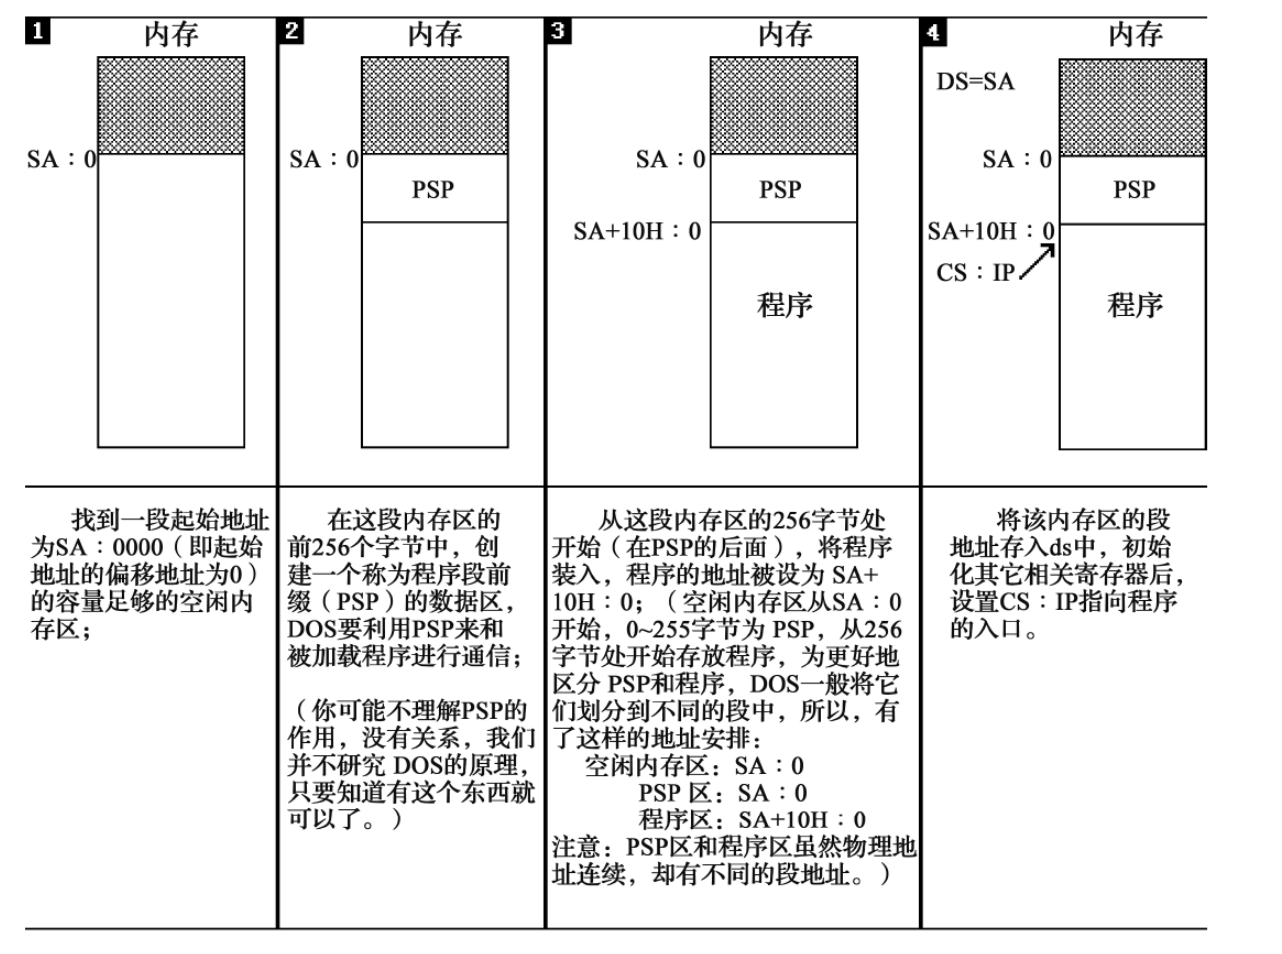 1
内存
SA：0
找到一段起始地址
为SA：0000（即起始
地址的偏移地址为0）
的容量足够的空闲内
存区；
2
内存
SA：0
PSP
在这段内存区的
前256个字节中，创
建一个称为程序段前
缀（PSP）的数据区，
DOS要利用PSP来和
被加载程序进行通信；
（你可能不理解PSP的
作用，没有关系，我们
并不研究 DOS的原理，
只要知道有这个东西就
可以了。）
3
内存
SA：0
PSP
SA+10H：0
程序
从这段内存区的256字节处
开始（在PSP的后面），将程序
装入，程序的地址被设为 SA+
10H：0；（空闲内存区从SA：0
开始，0~255字节为 PSP，从256
字节处开始存放程序，为更好地
区分 PSP和程序，DOS一般将它
们划分到不同的段中，所以，有
了这样的地址安排：
空闲内存区：SA：0
PSP 区：SA：0
程序区：SA+10H：0
注意：PSP区和程序区虽然物理地
址连续，却有不同的段地址。）
4
内存
DS=SA
SA：0
PSP
SA+10H：0
CS：IP
程序
将该内存区的段
地址存入ds中，初始
化其它相关寄存器后，
设置CS：IP指向程序
的入口。